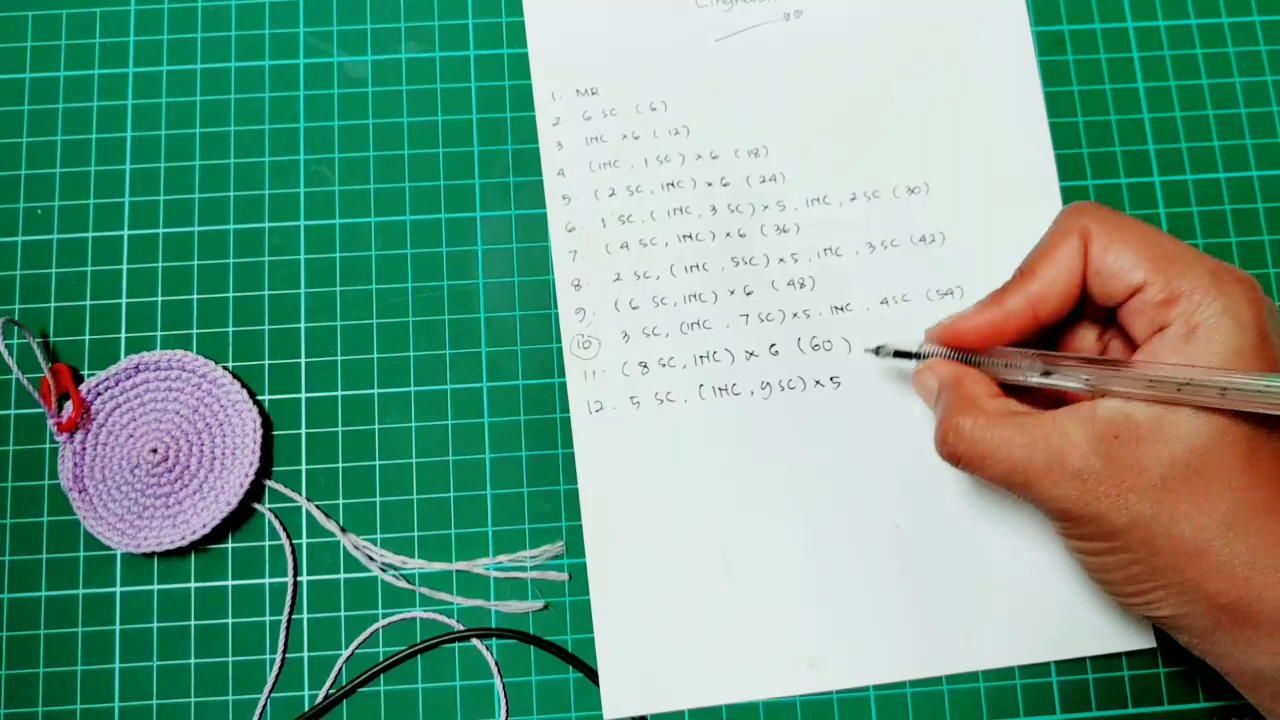 1. MR
2. 6 SC (6)
3 INC x6 (12)
4. (INC, 1 SC) x 6 (18)
5. (2 SC, INC) x 6 (24)
6. 1 SC, (INC, 3 SC) x 5, INC, 2 SC (30)
7. (4 SC, INC) x 6 (36)
8. 2 SC, (INC, 5SC) x 5, INC, 3SC (42)
9. (6 SC, INC) x 6 (48)
10 3 SC, (INC, 7 SC) x5, INC, 4SC (54)
11. (8 SC, INC) x 6 (60)
12. 5 SC, (INC, 9 SC) x 5